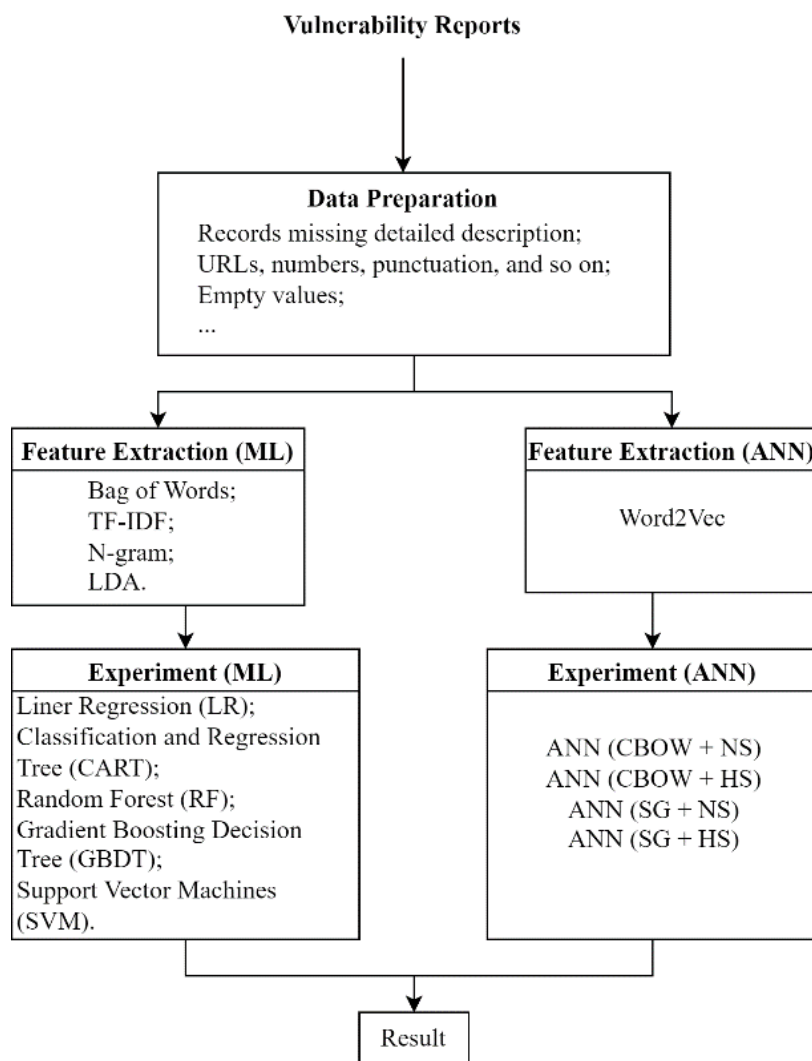 Vulnerability Reports
Data Preparation
Records missing detailed description;
URLs, numbers, punctuation, and so on;
Empty values;
...
Feature Extraction (ML)
Bag of Words;
TF-IDF;
N-gram;
LDA.
Feature Extraction (ANN)
Word2Vec
Experiment (ML)
Liner Regression (LR);
Classification and Regression
Tree (CART);
Random Forest (RF);
Gradient Boosting Decision
Tree (GBDT);
Support Vector Machines
(SVM).
Experiment (ANN)
ANN (CBOW + NS)
ANN (CBOW + HS)
ANN (SG + NS)
ANN (SG + HS)
Result